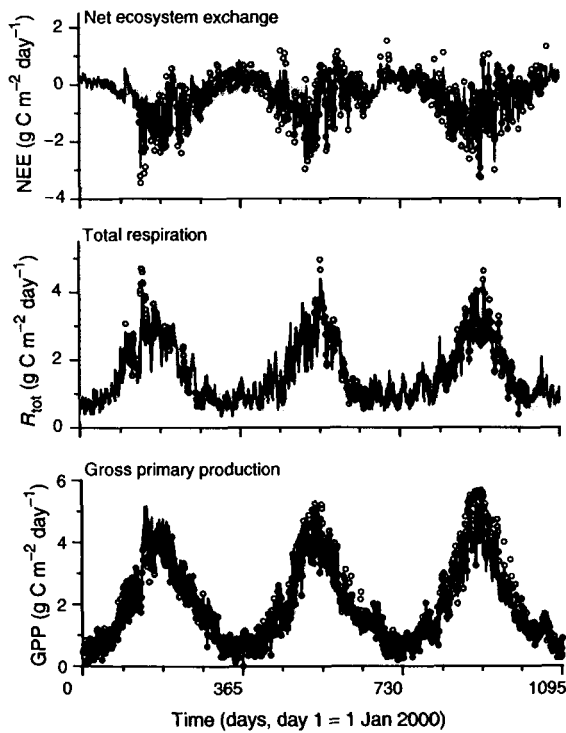 Net ecosystem exchange
2
0
−2
−4
NEE (g C m⁻² day⁻¹)
Total respiration
4
2
0
Rtot (g C m⁻² day⁻¹)
Gross primary production
6
4
2
0
GPP (g C m⁻² day⁻¹)
0 365 730 1095
Time (days, day 1 = 1 Jan 2000)